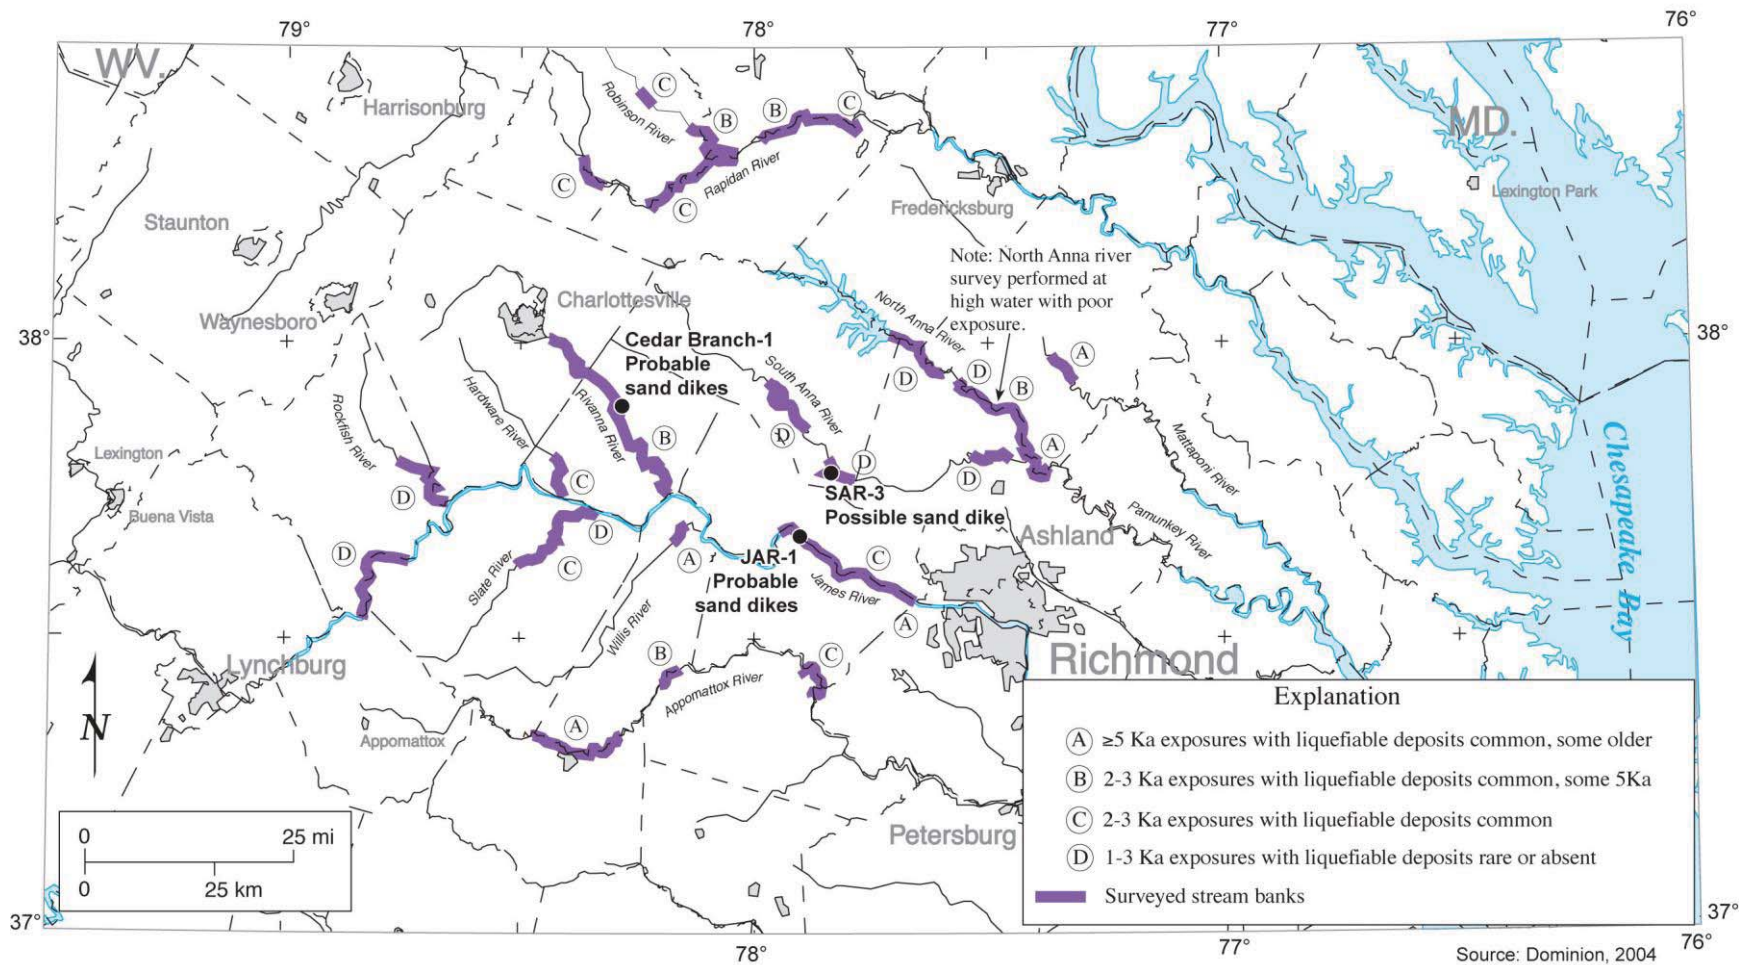 79°
78°
77°
76°
WV.
Harrisonburg
C
Robinson River
B
B
C
MD.
C
Rapidan River
C
Lexington Park
Fredericksburg
Staunton
Note: North Anna river
survey performed at
high water with poor
exposure.
Charlottesville
Waynesboro
North Anna River
38°
38°
Cedar Branch-1
Probable
sand dikes
A
D
D
B
South Anna River
Hardware River
Rivanna River
Rockfish River
B
D
A
Mattaponi River
Chesapeake Bay
Lexington
D
D
C
D
SAR-3
Possible sand dike
Buena Vista
D
Pamunkey River
Ashland
D
A
C
JAR-1
Probable
sand dikes
C
James River
Slate River
Willis River
A
Lynchburg
B
C
Richmond
Appomattox River
N
A
Appomattox
Petersburg
Explanation
A ≥5 Ka exposures with liquefiable deposits common, some older
B 2-3 Ka exposures with liquefiable deposits common, some 5Ka
C 2-3 Ka exposures with liquefiable deposits common
D 1-3 Ka exposures with liquefiable deposits rare or absent
Surveyed stream banks
0 25 mi
0 25 km
37°
37°
78°
77°
76°
Source: Dominion, 2004